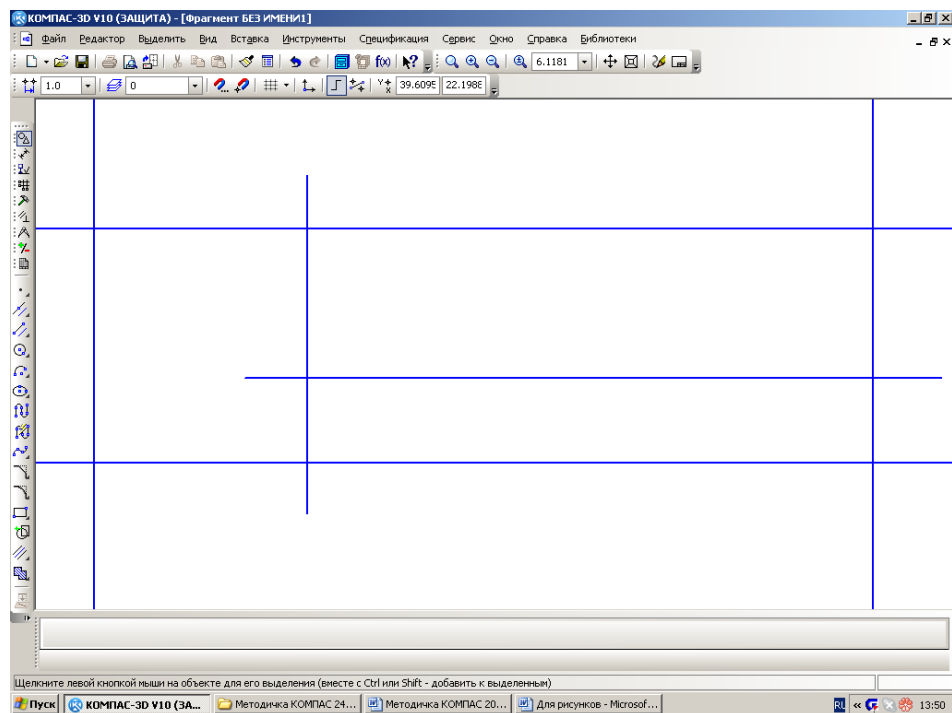 КОМПАС-3D V10 (ЗАЩИТА) - [Фрагмент БЕЗ ИМЕНИ1]
Файл Редактор Выделить Вид Вставка Инструменты Спецификация Сервис Окно Справка Библиотеки
f(x) 6.1181
1.0 0 39.6095 22.1988
Щелкните левой кнопкой мыши на объекте для его выделения (вместе с Ctrl или Shift - добавить к выделенным)
Пуск КОМПАС-3D V10 (ЗА... Методичка КОМПАС 24... Методичка КОМПАС 20... Для рисунков - Microsof... RU « 13:50